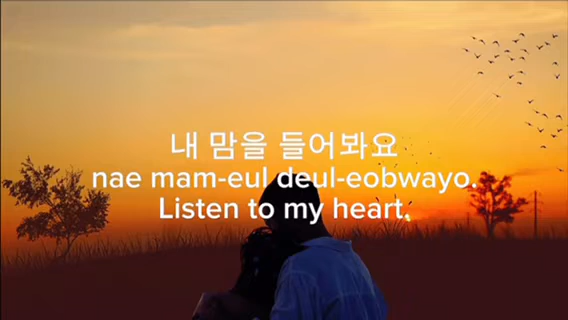 내 맘을 들어봐요
nae mam-eul deul-eobwayo.
Listen to my heart.